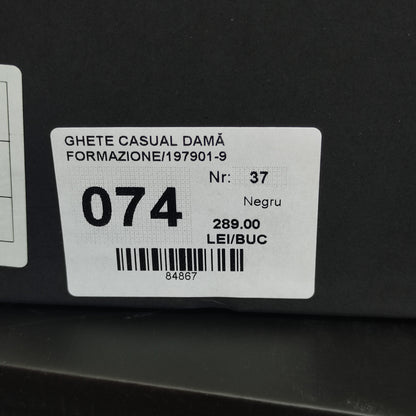 GHETE CASUAL DAMĂ
FORMAZIONE/197901-9
Nr: 37
074
Negru
289.00
LEI/BUC
84867